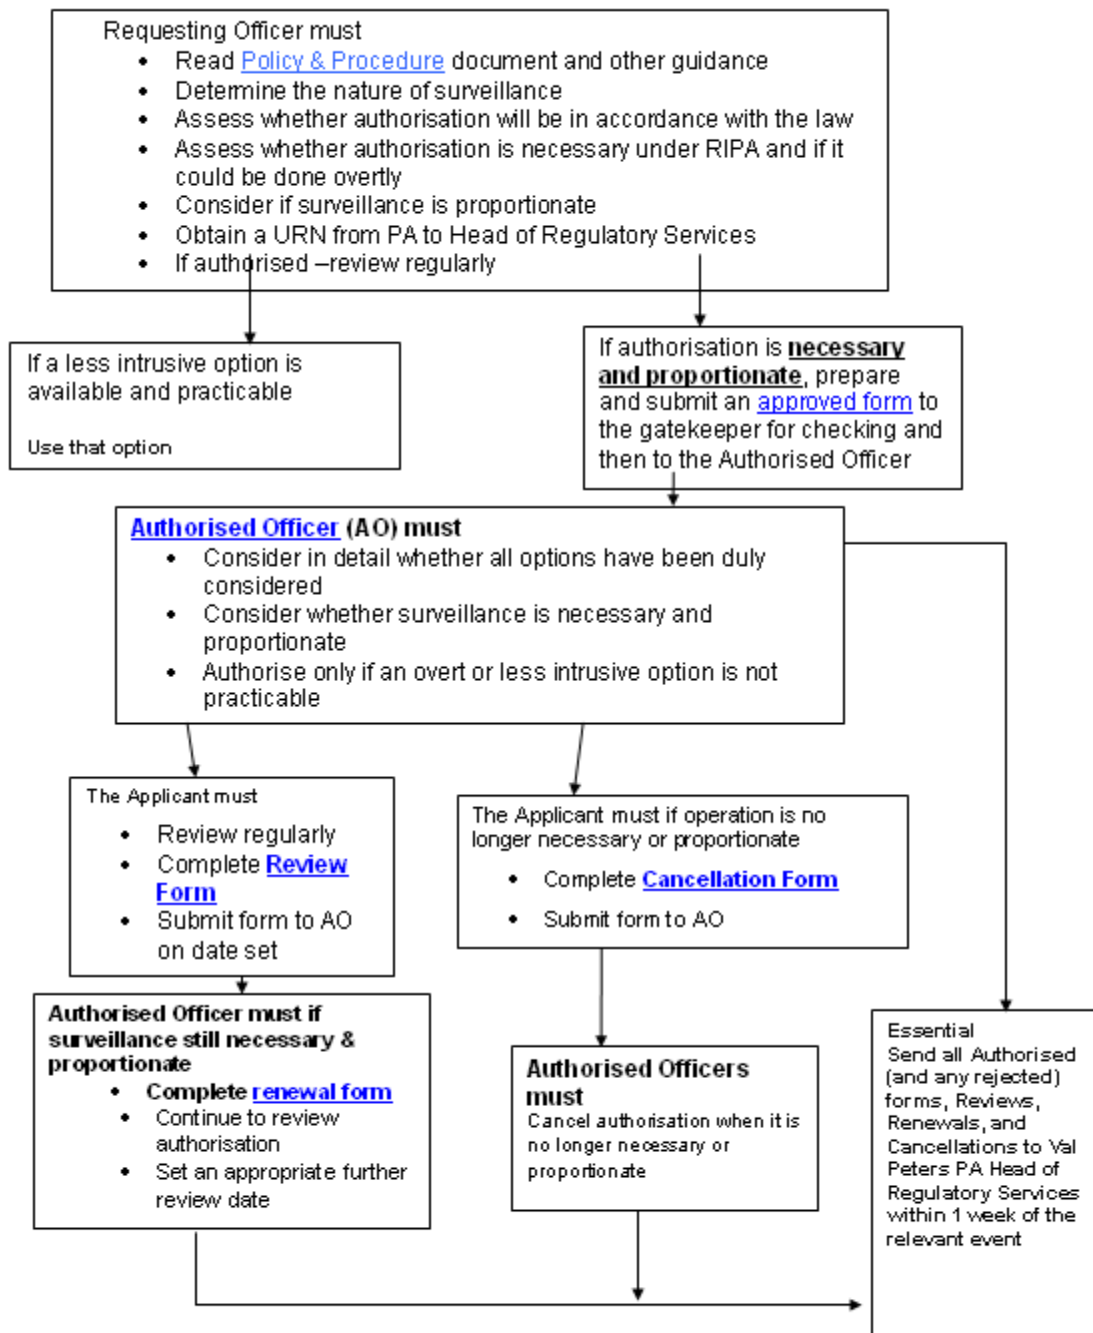 Requesting Officer must
• Read Policy & Procedure document and other guidance
• Determine the nature of surveillance
• Assess whether authorisation will be in accordance with the law
• Assess whether authorisation is necessary under RIPA and if it
could be done overtly
• Consider if surveillance is proportionate
• Obtain a URN from PA to Head of Regulatory Services
• If authorised –review regularly
If a less intrusive option is
available and practicable
Use that option
If authorisation is necessary
and proportionate, prepare
and submit an approved form to
the gatekeeper for checking and
then to the Authorised Officer
Authorised Officer (AO) must
• Consider in detail whether all options have been duly
considered
• Consider whether surveillance is necessary and
proportionate
• Authorise only if an overt or less intrusive option is not
practicable
The Applicant must
• Review regularly
• Complete Review
Form
• Submit form to AO
on date set
The Applicant must if operation is no
longer necessary or proportionate
• Complete Cancellation Form
• Submit form to AO
Authorised Officer must if
surveillance still necessary &
proportionate
• Complete renewal form
• Continue to review
authorisation
• Set an appropriate further
review date
Authorised Officers
must
Cancel authorisation when it is
no longer necessary or
proportionate
Essential
Send all Authorised
(and any rejected)
forms, Reviews,
Renewals, and
Cancellations to Val
Peters PA Head of
Regulatory Services
within 1 week of the
relevant event